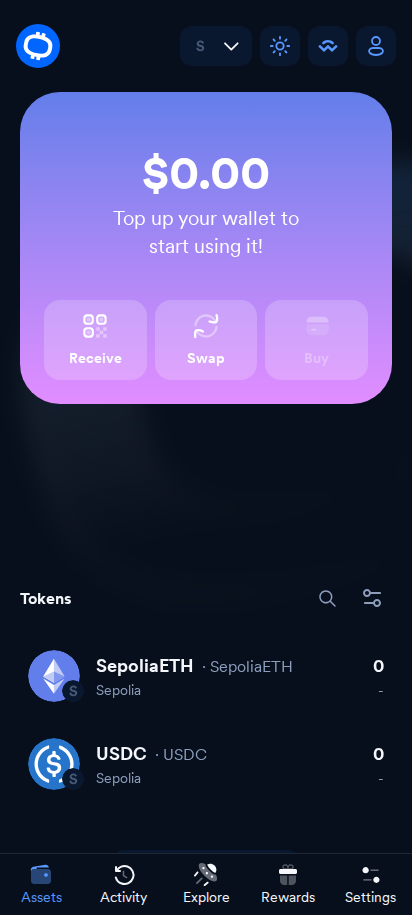 S
$0.00
Top up your wallet to
start using it!
Receive Swap Buy
Tokens
SepoliaETH · SepoliaETH 0
S Sepolia -
USDC · USDC 0
S Sepolia -
Assets Activity Explore Rewards Settings